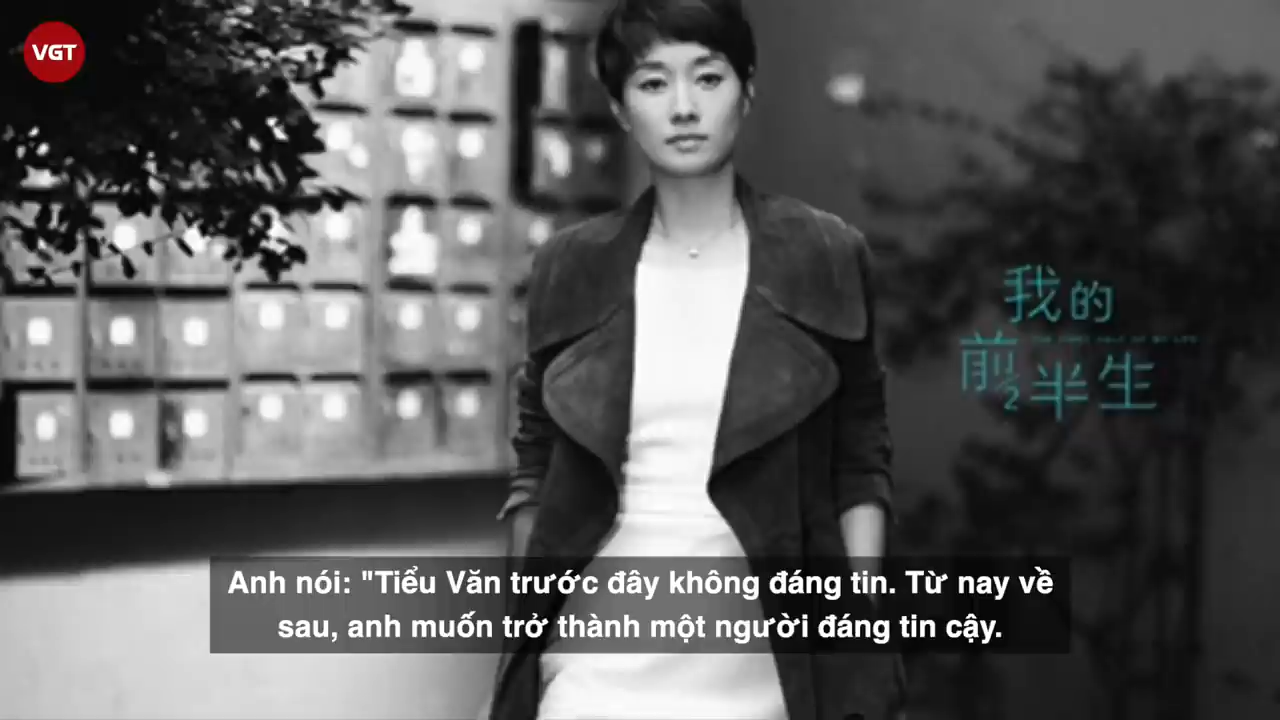 VGT
我的
前半生
2
Anh nói: "Tiểu Văn trước đây không đáng tin. Từ nay về
sau, anh muốn trở thành một người đáng tin cậy.